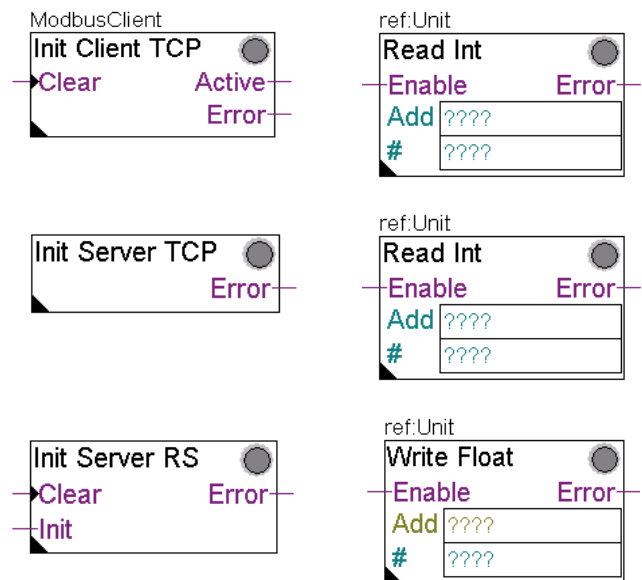 ModbusClient
Init Client TCP
Clear Active
Error
ref:Unit
Read Int
Enable Error
Add ????
# ????
Init Server TCP
Error
ref:Unit
Read Int
Enable Error
Add ????
# ????
Init Server RS
Clear Error
Init
ref:Unit
Write Float
Enable Error
Add ????
# ????